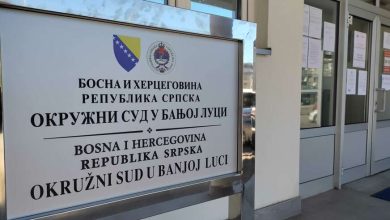 БОСНА И ХЕРЦЕГОВИНА
РЕПУБЛИКА СРПСКА
ОКРУЖНИ СУД У БАЊОЈ ЛУЦИ
BOSNA I HERCEGOVINA
REPUBLIKA SRPSKA
OKRUŽNI SUD U BANJOJ LUCI